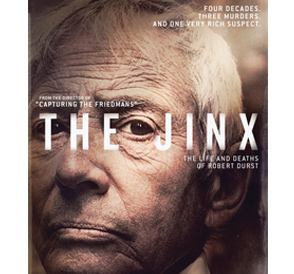 FOUR DECADES.
THREE MURDERS.
AND ONE VERY RICH SUSPECT.
FROM THE DIRECTOR OF
"CAPTURING THE FRIEDMANS"
THE JINX
THE LIFE AND DEATHS
OF ROBERT DURST